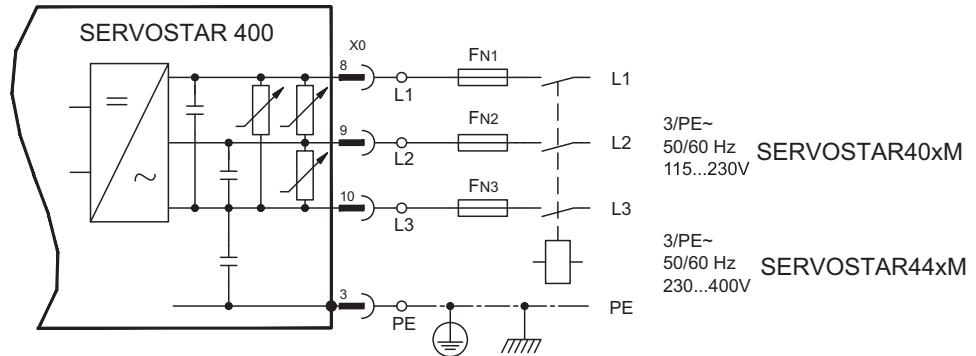 SERVOSTAR 400
X0
8
L1
FN1
L1
9
L2
FN2
L2
10
L3
FN3
L3
3/PE~
50/60 Hz
115...230V
SERVOSTAR40xM
3/PE~
50/60 Hz
230...400V
SERVOSTAR44xM
3
PE
PE